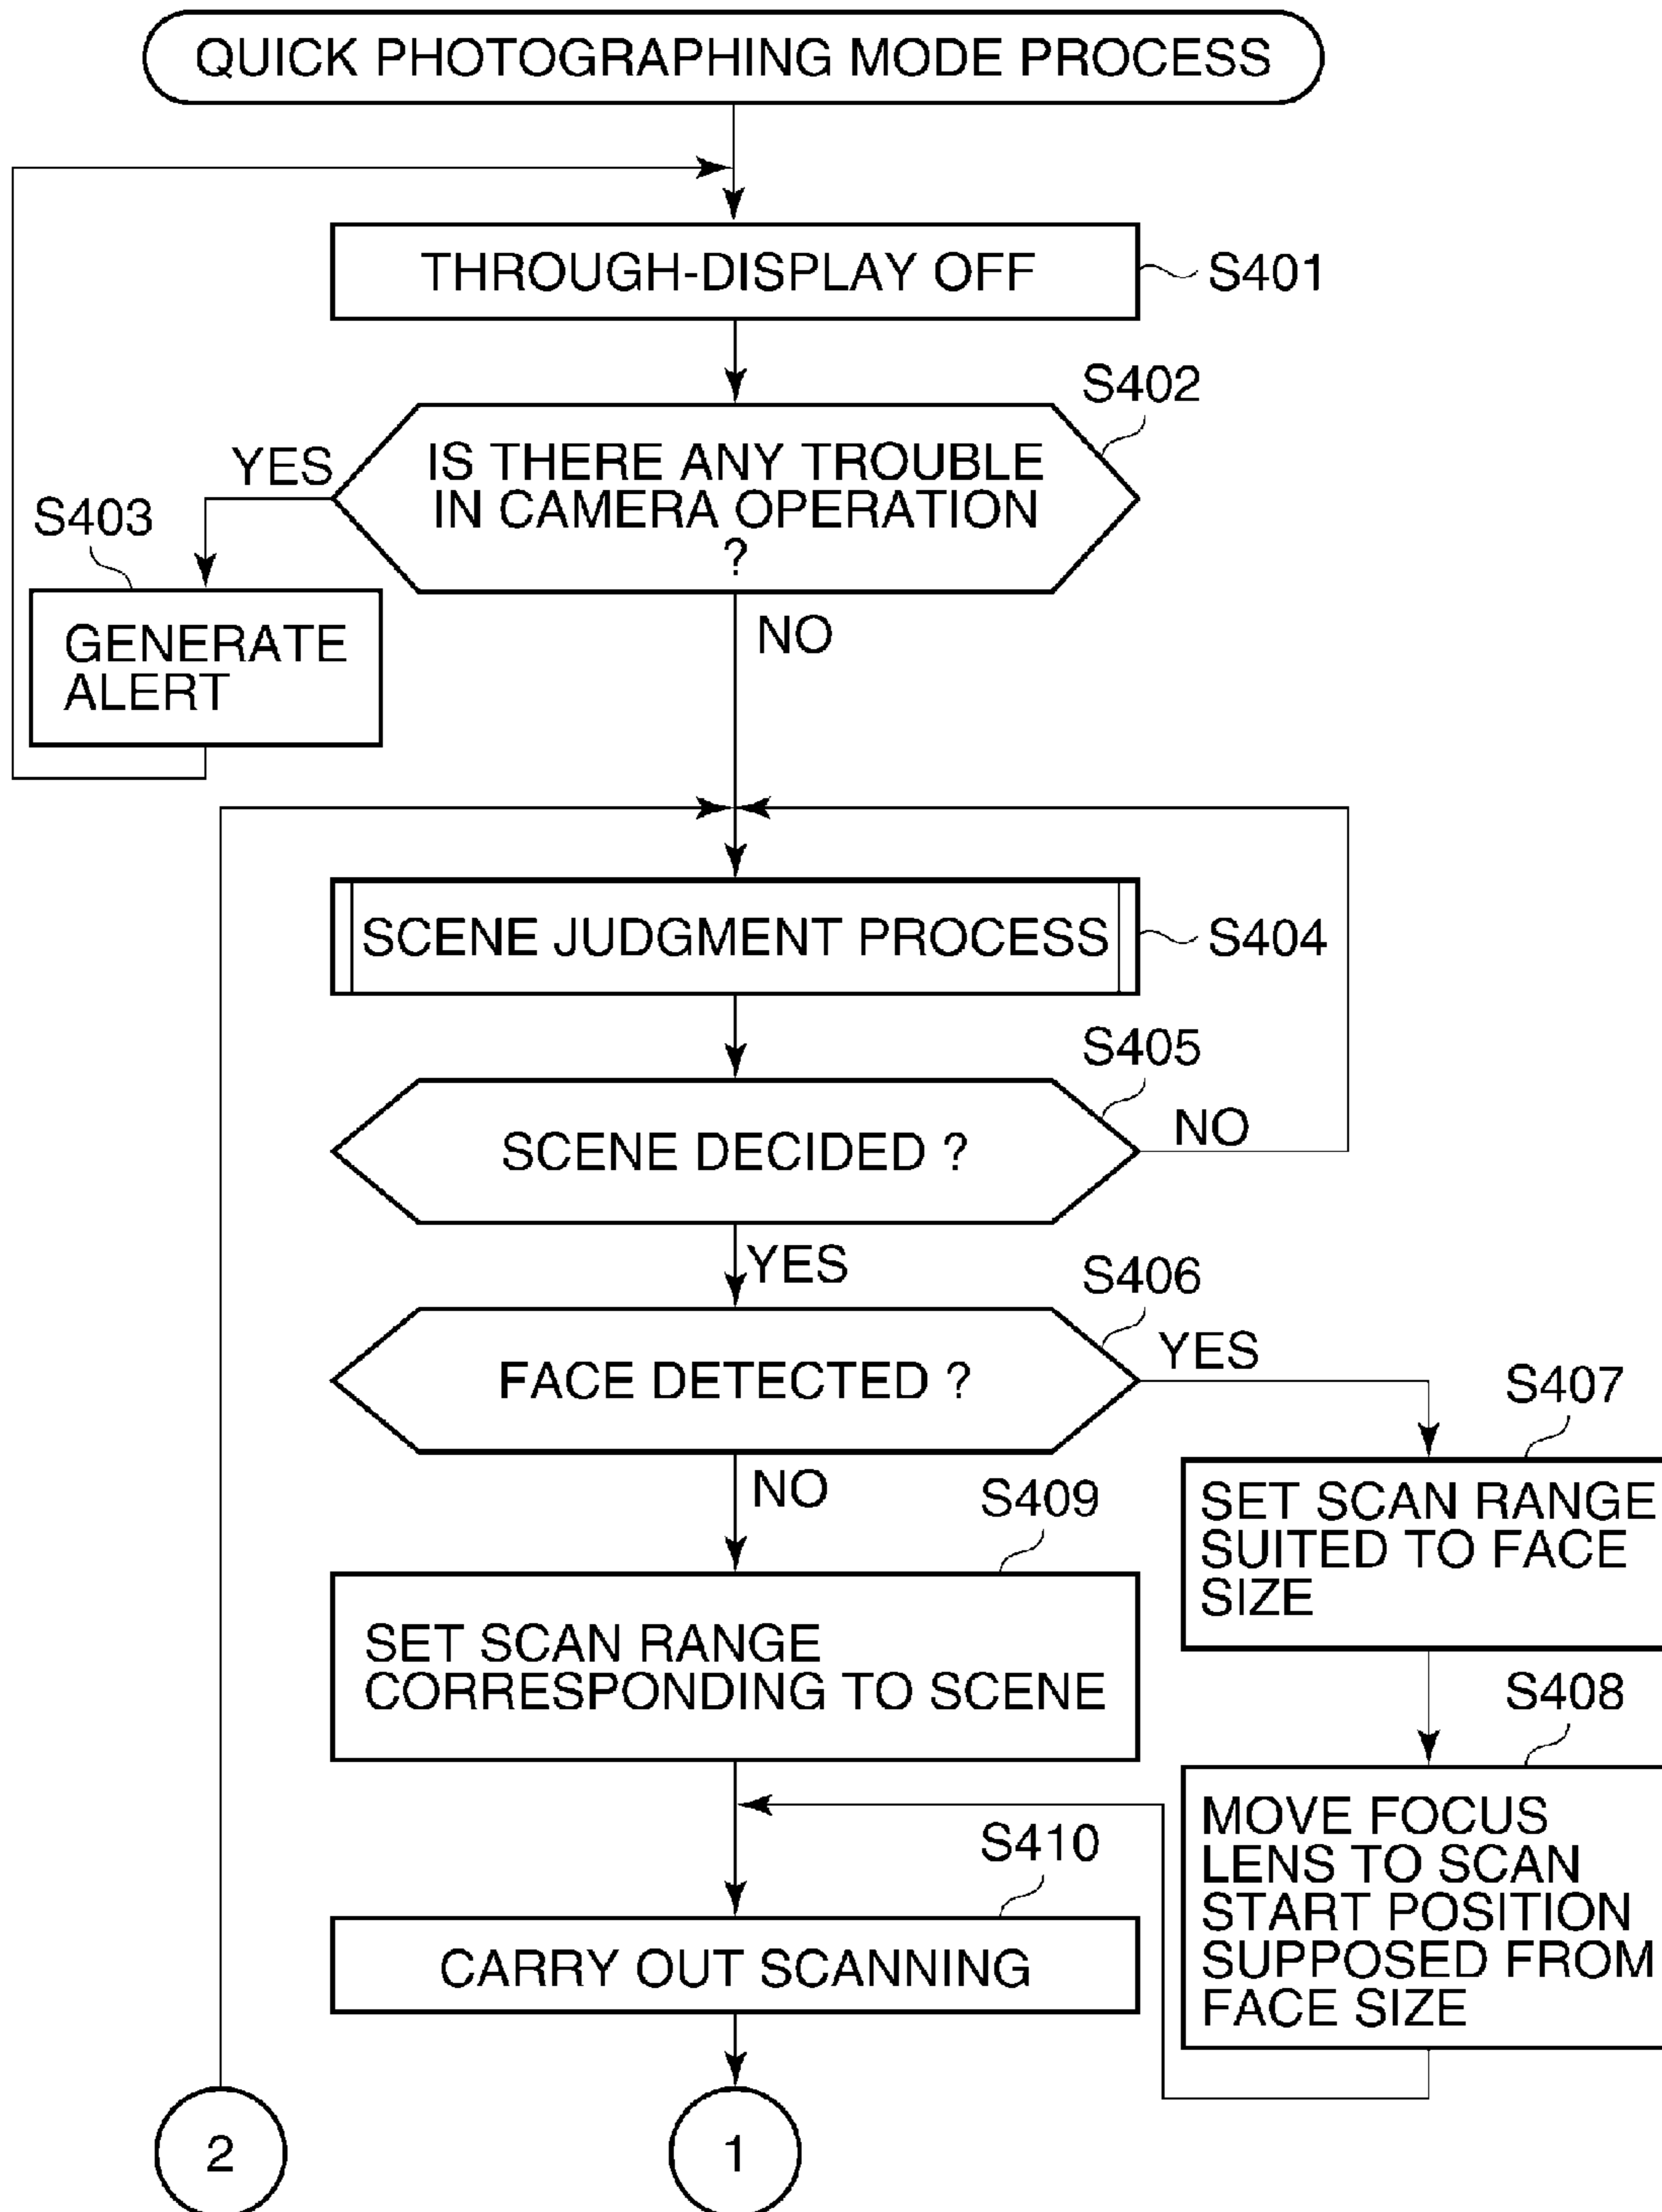 QUICK PHOTOGRAPHING MODE PROCESS
THROUGH-DISPLAY OFF
S401
S402
IS THERE ANY TROUBLE
IN CAMERA OPERATION
?
YES
S403
GENERATE
ALERT
NO
SCENE JUDGMENT PROCESS
S404
S405
SCENE DECIDED ?
NO
YES
S406
FACE DETECTED ?
YES
S407
SET SCAN RANGE
SUITED TO FACE
SIZE
NO
S409
SET SCAN RANGE
CORRESPONDING TO SCENE
S408
MOVE FOCUS
LENS TO SCAN
START POSITION
SUPPOSED FROM
FACE SIZE
S410
CARRY OUT SCANNING
2
1